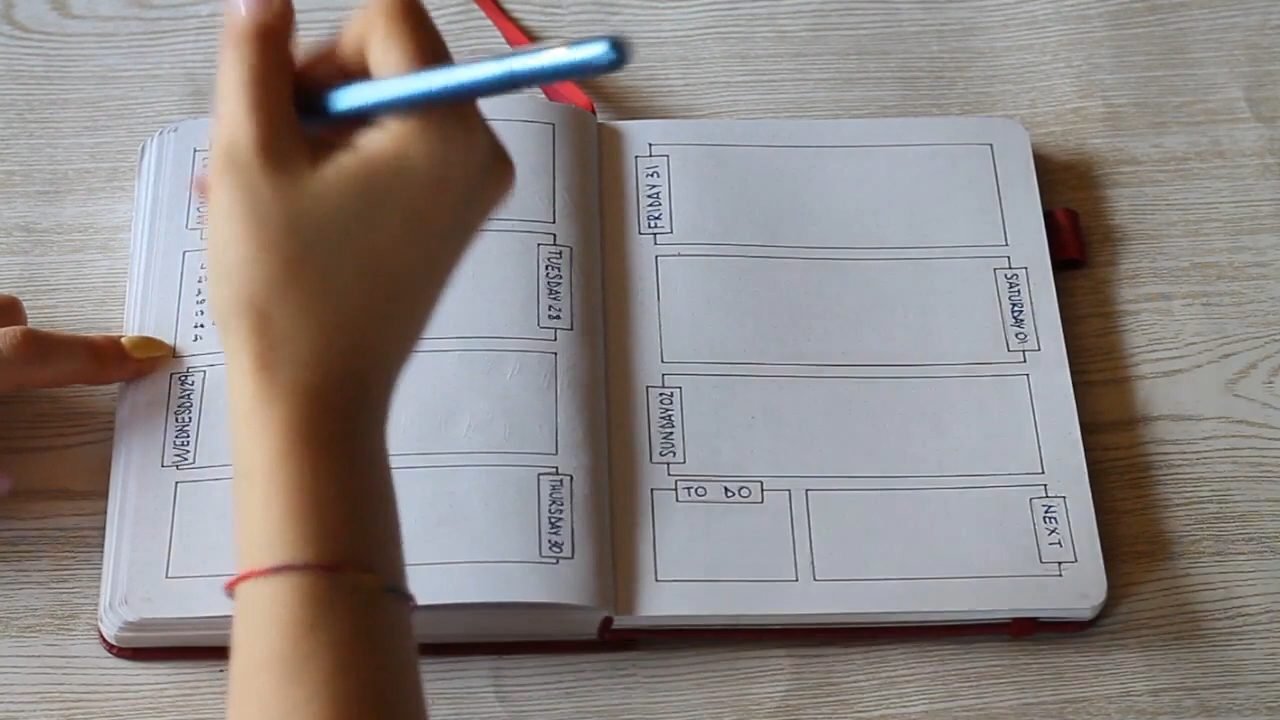 TUESDAY 28
WEDNESDAY 29
THURSDAY 30
FRIDAY 31
SATURDAY 01
SUNDAY 02
TO DO
NEXT